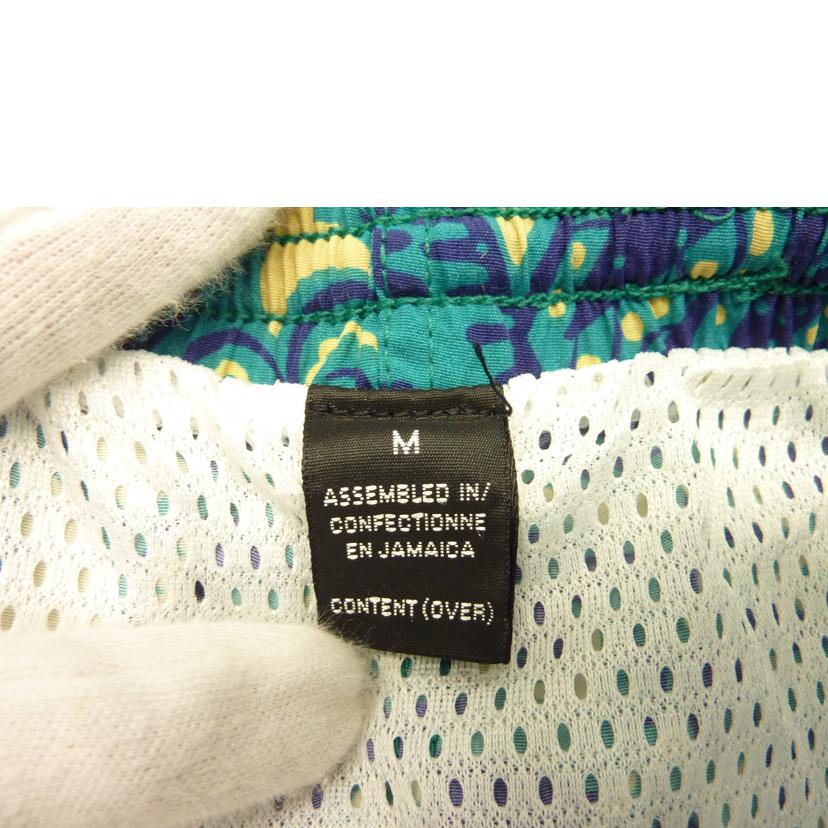 M
ASSEMBLED IN/
CONFECTIONNE
EN JAMAICA
CONTENT (OVER)